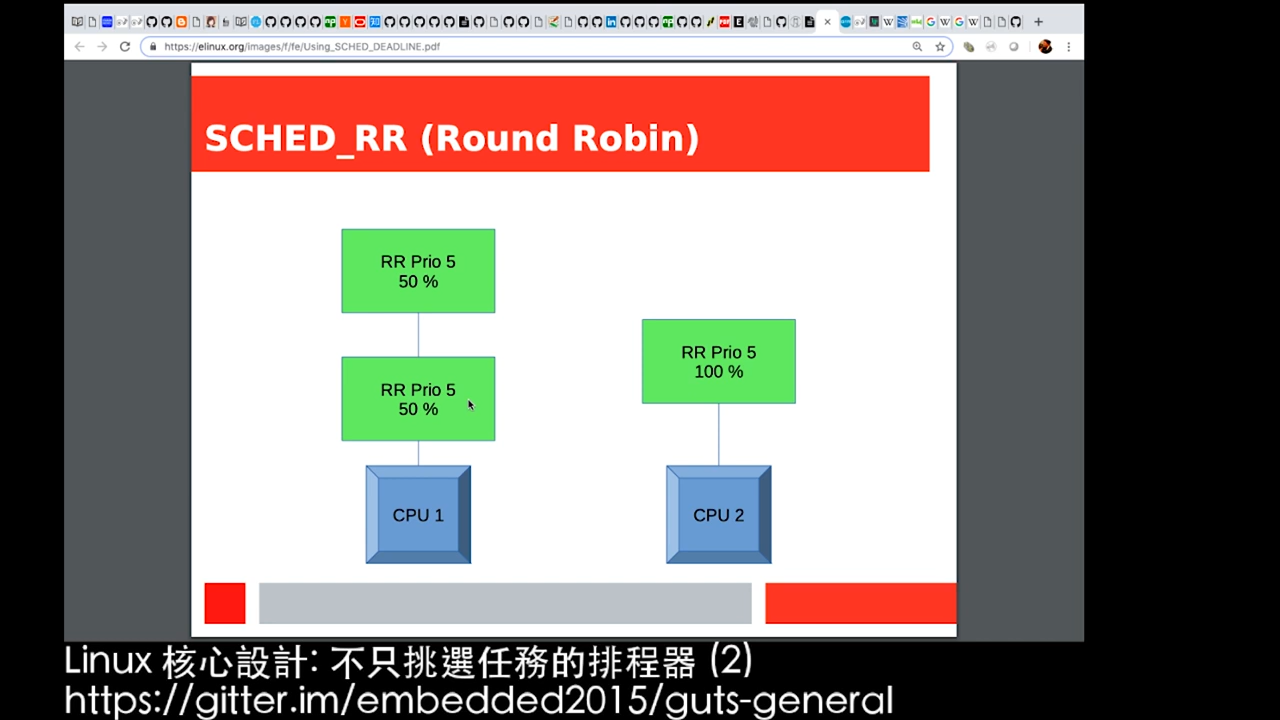 https://elinux.org/images/f/fe/Using_SCHED_DEADLINE.pdf
SCHED_RR (Round Robin)
RR Prio 5
50 %
RR Prio 5
50 %
CPU 1
RR Prio 5
100 %
CPU 2
Linux 核心設計: 不只挑選任務的排程器 (2)
https://gitter.im/embedded2015/guts-general